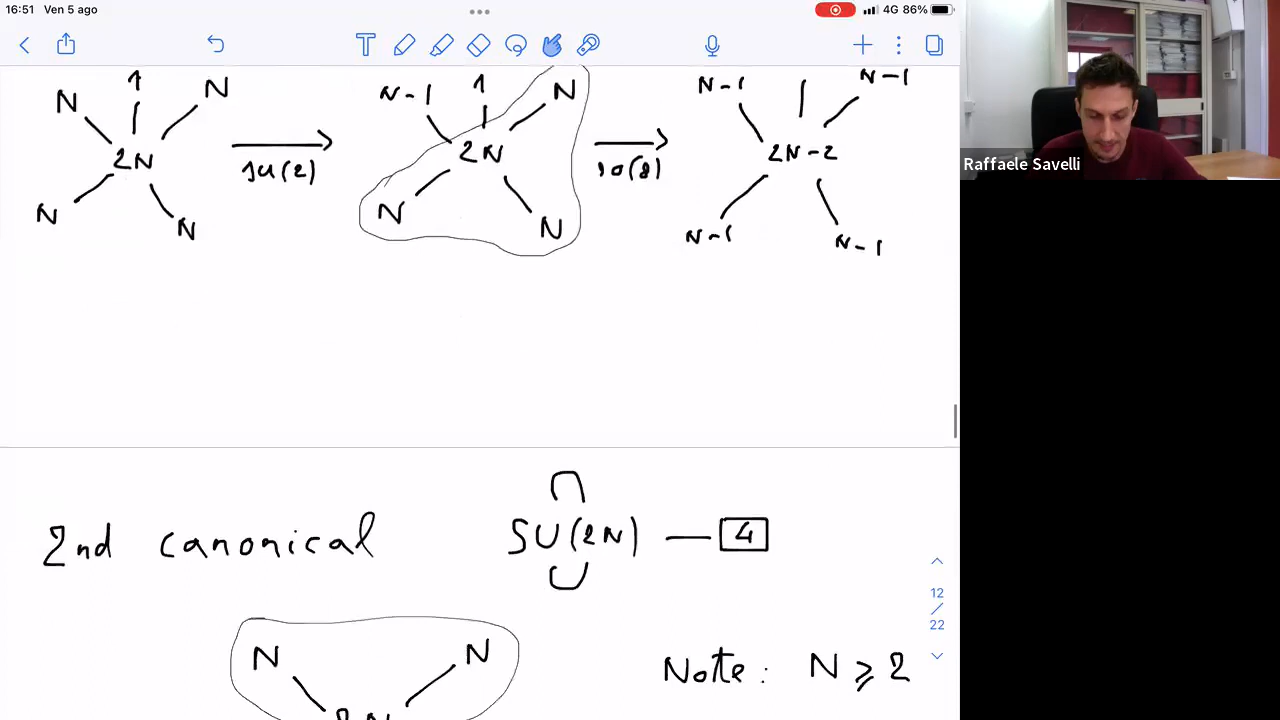 16:51 Ven 5 ago
4G 86%
N 1 N N-1 1 N N-1 N-1
2N 2N 2N-2
su(2) so(8)
N N N N N-1 N-1
Raffaele Savelli
2nd canonical SU(2N) 4
12
/
22
N N
Note: N ⩾ 2
2N